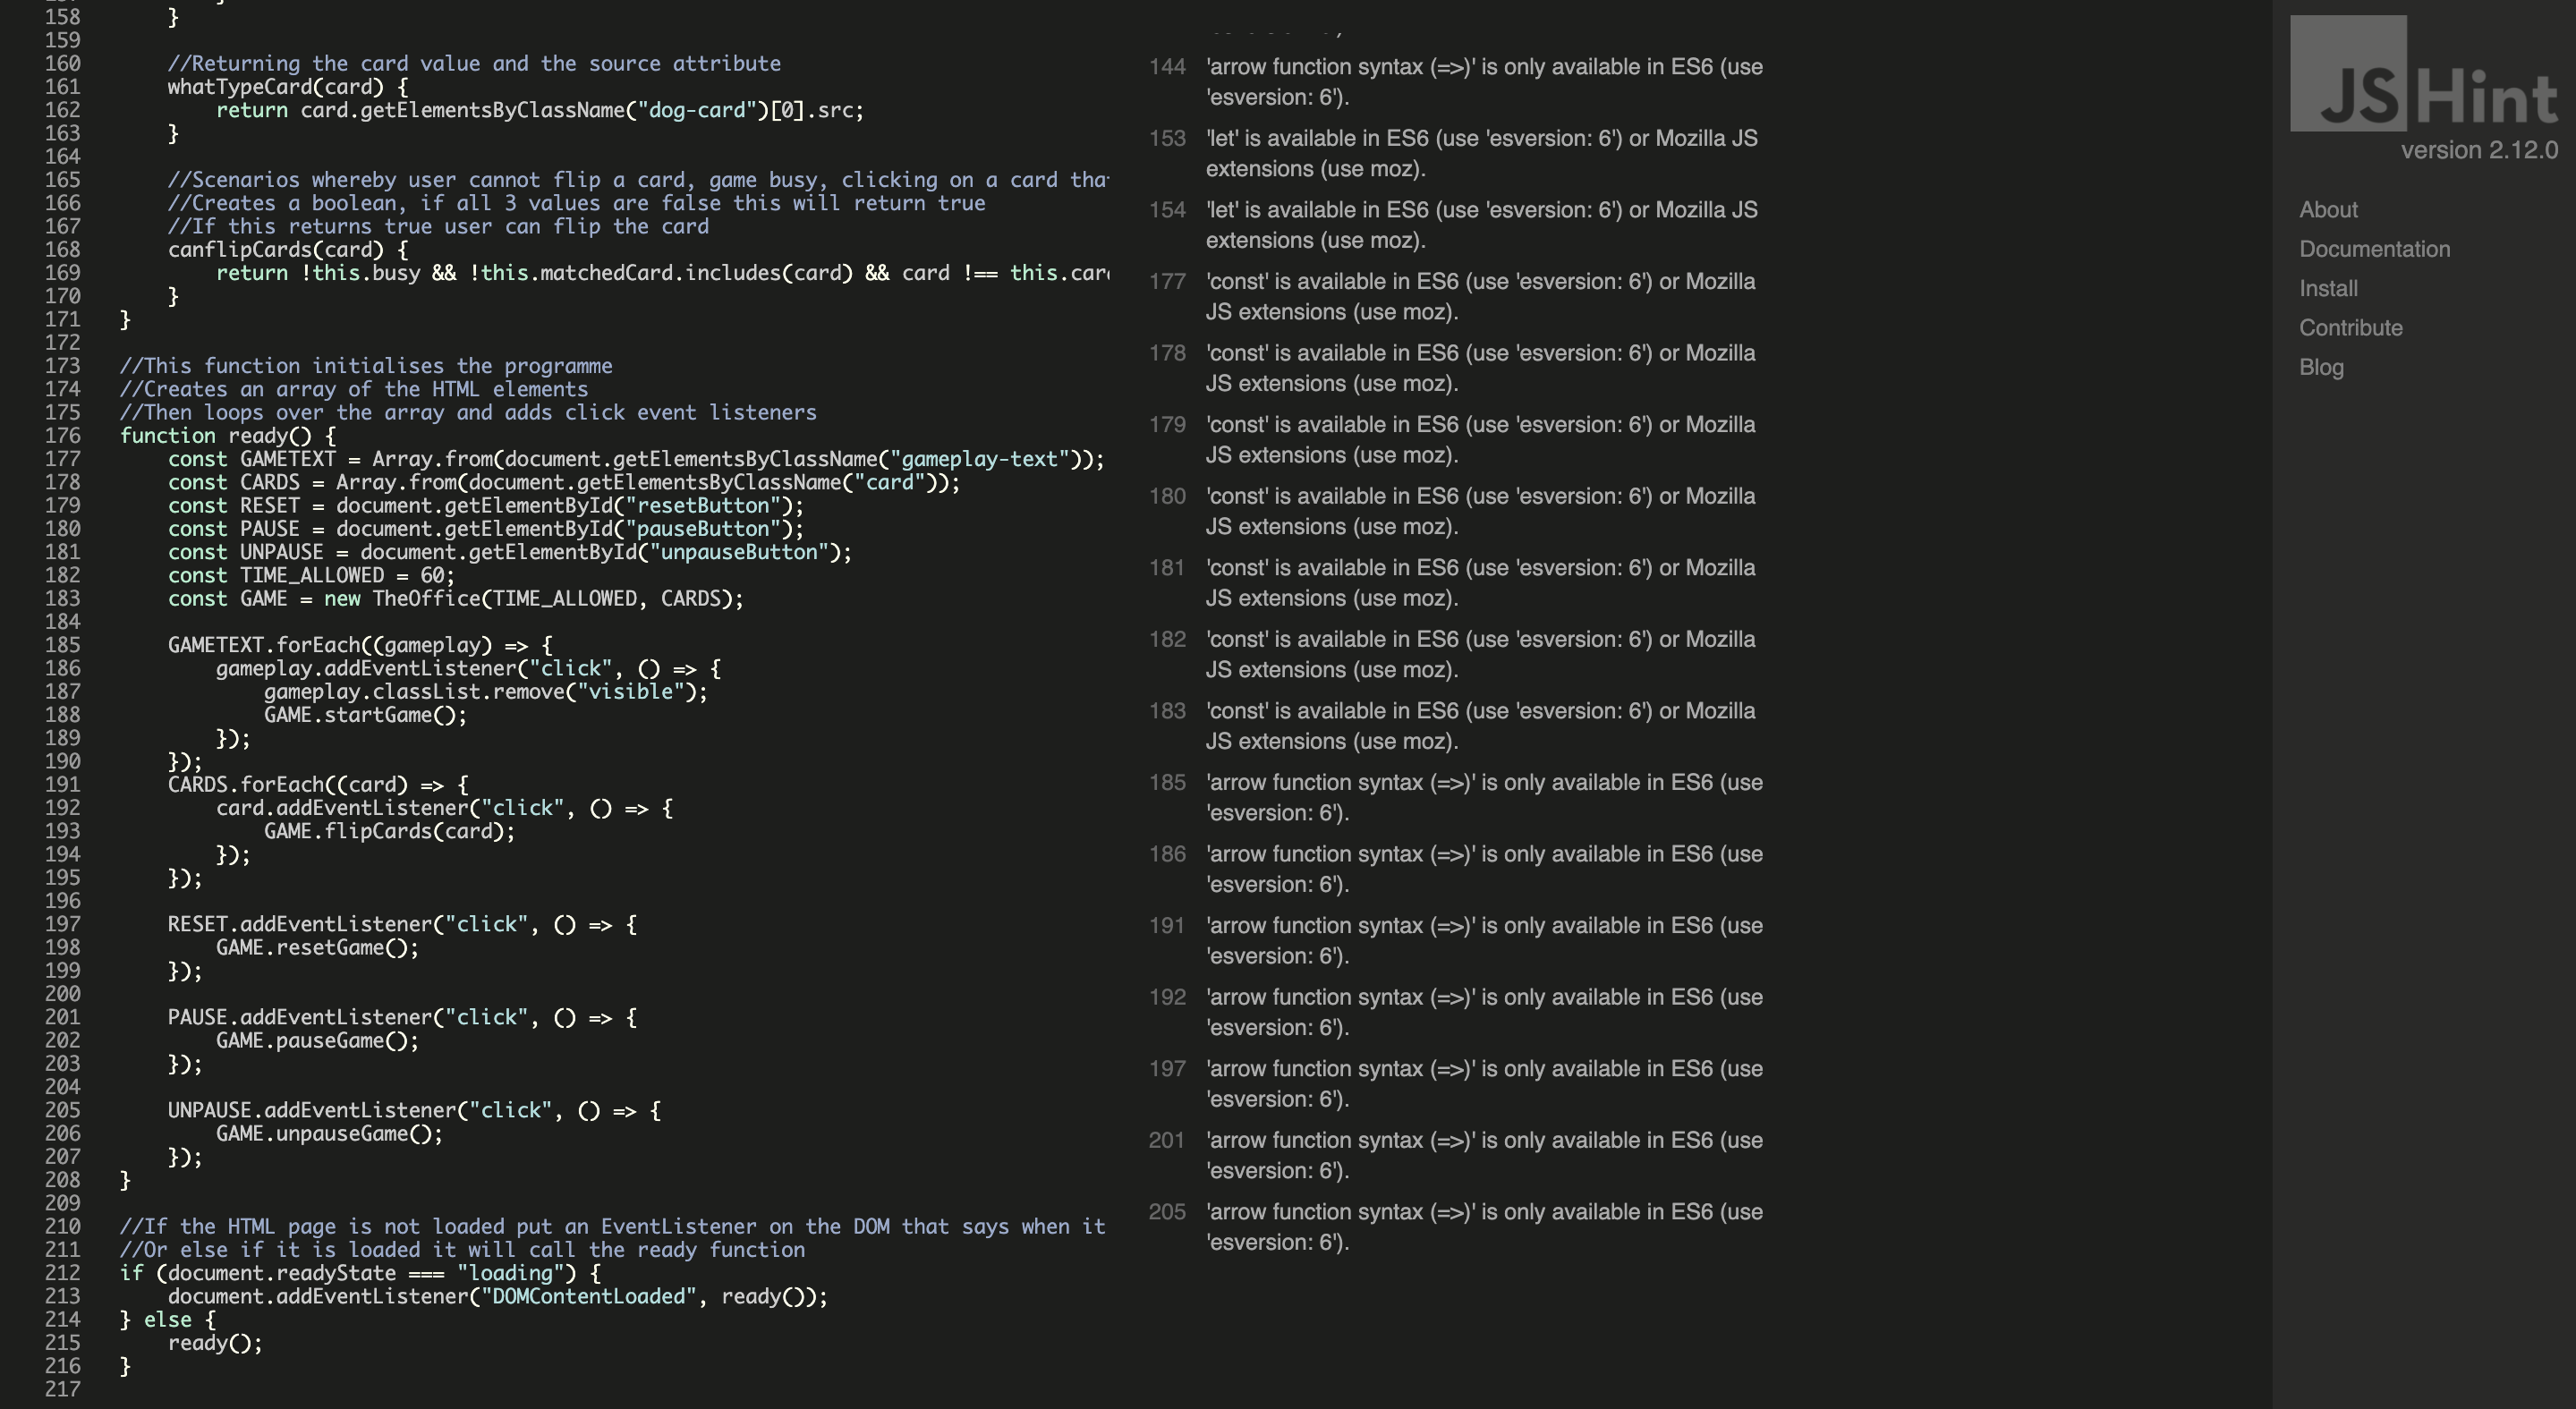 158 }
159
160 //Returning the card value and the source attribute
161 whatTypeCard(card) {
162 return card.getElementsByClassName("dog-card")[0].src;
163 }
164
165 //Scenarios whereby user cannot flip a card, game busy, clicking on a card
166 //Creates a boolean, if all 3 values are false this will return true
167 //If this returns true user can flip the card
168 canflipCards(card) {
169 return !this.busy && !this.matchedCard.includes(card) && card !== this.
170 }
171 }
172
173 //This function initialises the programme
174 //Creates an array of the HTML elements
175 //Then loops over the array and adds click event listeners
176 function ready() {
177 const GAMETEXT = Array.from(document.getElementsByClassName("gameplay-text"));
178 const CARDS = Array.from(document.getElementsByClassName("card"));
179 const RESET = document.getElementById("resetButton");
180 const PAUSE = document.getElementById("pauseButton");
181 const UNPAUSE = document.getElementById("unpauseButton");
182 const TIME_ALLOWED = 60;
183 const GAME = new TheOffice(TIME_ALLOWED, CARDS);
184
185 GAMETEXT.forEach((gameplay) => {
186 gameplay.addEventListener("click", () => {
187 gameplay.classList.remove("visible");
188 GAME.startGame();
189 });
190 });
191 CARDS.forEach((card) => {
192 card.addEventListener("click", () => {
193 GAME.flipCards(card);
194 });
195 });
196
197 RESET.addEventListener("click", () => {
198 GAME.resetGame();
199 });
200
201 PAUSE.addEventListener("click", () => {
202 GAME.pauseGame();
203 });
204
205 UNPAUSE.addEventListener("click", () => {
206 GAME.unpauseGame();
207 });
208 }
209
210 //If the HTML page is not loaded put an EventListener on the DOM that says when it
211 //Or else if it is loaded it will call the ready function
212 if (document.readyState === "loading") {
213 document.addEventListener("DOMContentLoaded", ready());
214 } else {
215 ready();
216 }
217
144 'arrow function syntax (=>)' is only available in ES6 (use
'esversion: 6').
153 'let' is available in ES6 (use 'esversion: 6') or Mozilla JS
extensions (use moz).
154 'let' is available in ES6 (use 'esversion: 6') or Mozilla JS
extensions (use moz).
177 'const' is available in ES6 (use 'esversion: 6') or Mozilla
JS extensions (use moz).
178 'const' is available in ES6 (use 'esversion: 6') or Mozilla
JS extensions (use moz).
179 'const' is available in ES6 (use 'esversion: 6') or Mozilla
JS extensions (use moz).
180 'const' is available in ES6 (use 'esversion: 6') or Mozilla
JS extensions (use moz).
181 'const' is available in ES6 (use 'esversion: 6') or Mozilla
JS extensions (use moz).
182 'const' is available in ES6 (use 'esversion: 6') or Mozilla
JS extensions (use moz).
183 'const' is available in ES6 (use 'esversion: 6') or Mozilla
JS extensions (use moz).
185 'arrow function syntax (=>)' is only available in ES6 (use
'esversion: 6').
186 'arrow function syntax (=>)' is only available in ES6 (use
'esversion: 6').
191 'arrow function syntax (=>)' is only available in ES6 (use
'esversion: 6').
192 'arrow function syntax (=>)' is only available in ES6 (use
'esversion: 6').
197 'arrow function syntax (=>)' is only available in ES6 (use
'esversion: 6').
201 'arrow function syntax (=>)' is only available in ES6 (use
'esversion: 6').
205 'arrow function syntax (=>)' is only available in ES6 (use
'esversion: 6').
JSHint
version 2.12.0
About
Documentation
Install
Contribute
Blog